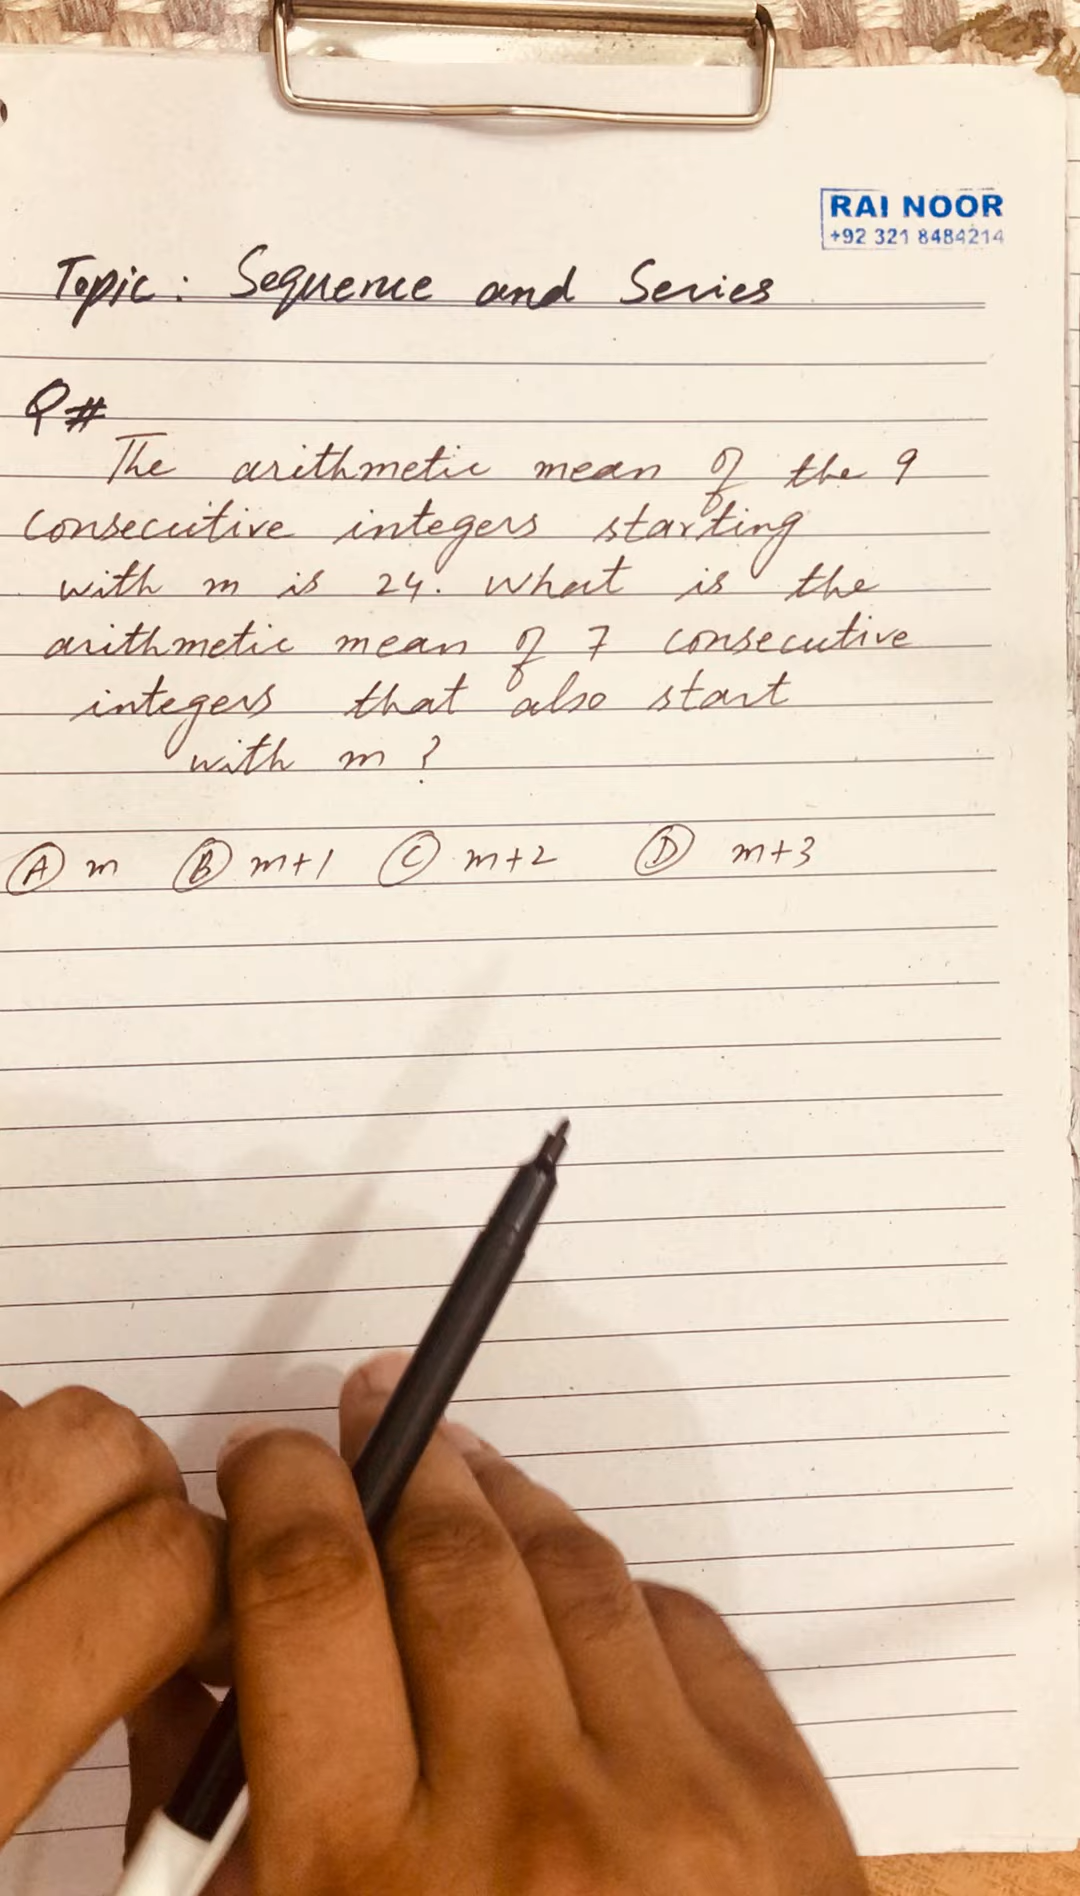 RAI NOOR
+92 321 8484214
Topic: Sequence and Series
Q#
The arithmetic mean of the 9
consecutive integers starting
with m is 24. What is the
arithmetic mean of 7 consecutive
integers that also start
with m?
(A) m (B) m+1 (C) m+2 (D) m+3